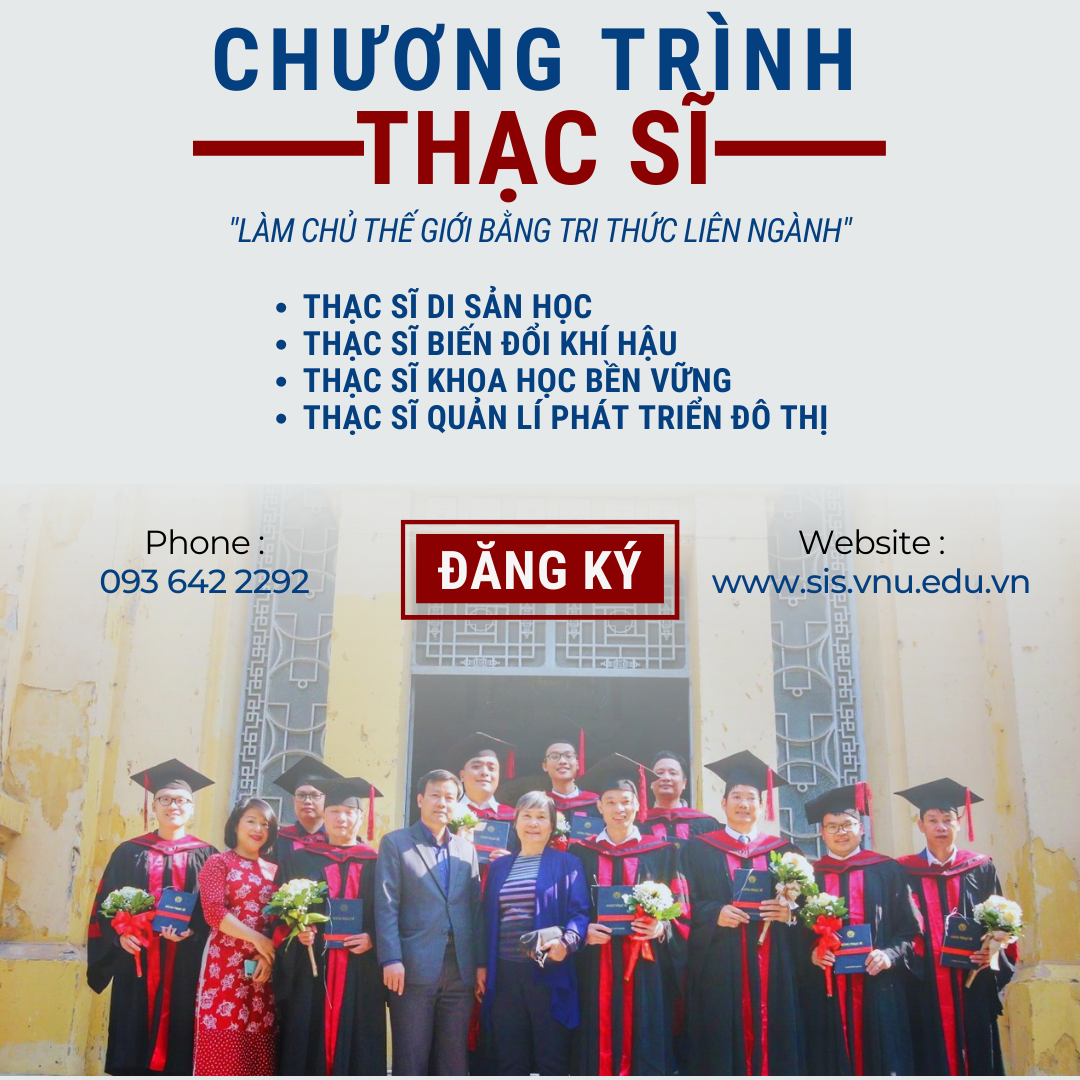 CHƯƠNG TRÌNH
THẠC SĨ
"LÀM CHỦ THẾ GIỚI BẰNG TRI THỨC LIÊN NGÀNH"
• THẠC SĨ DI SẢN HỌC
• THẠC SĨ BIẾN ĐỔI KHÍ HẬU
• THẠC SĨ KHOA HỌC BỀN VỮNG
• THẠC SĨ QUẢN LÍ PHÁT TRIỂN ĐÔ THỊ
Phone :
093 642 2292
ĐĂNG KÝ
Website :
www.sis.vnu.edu.vn